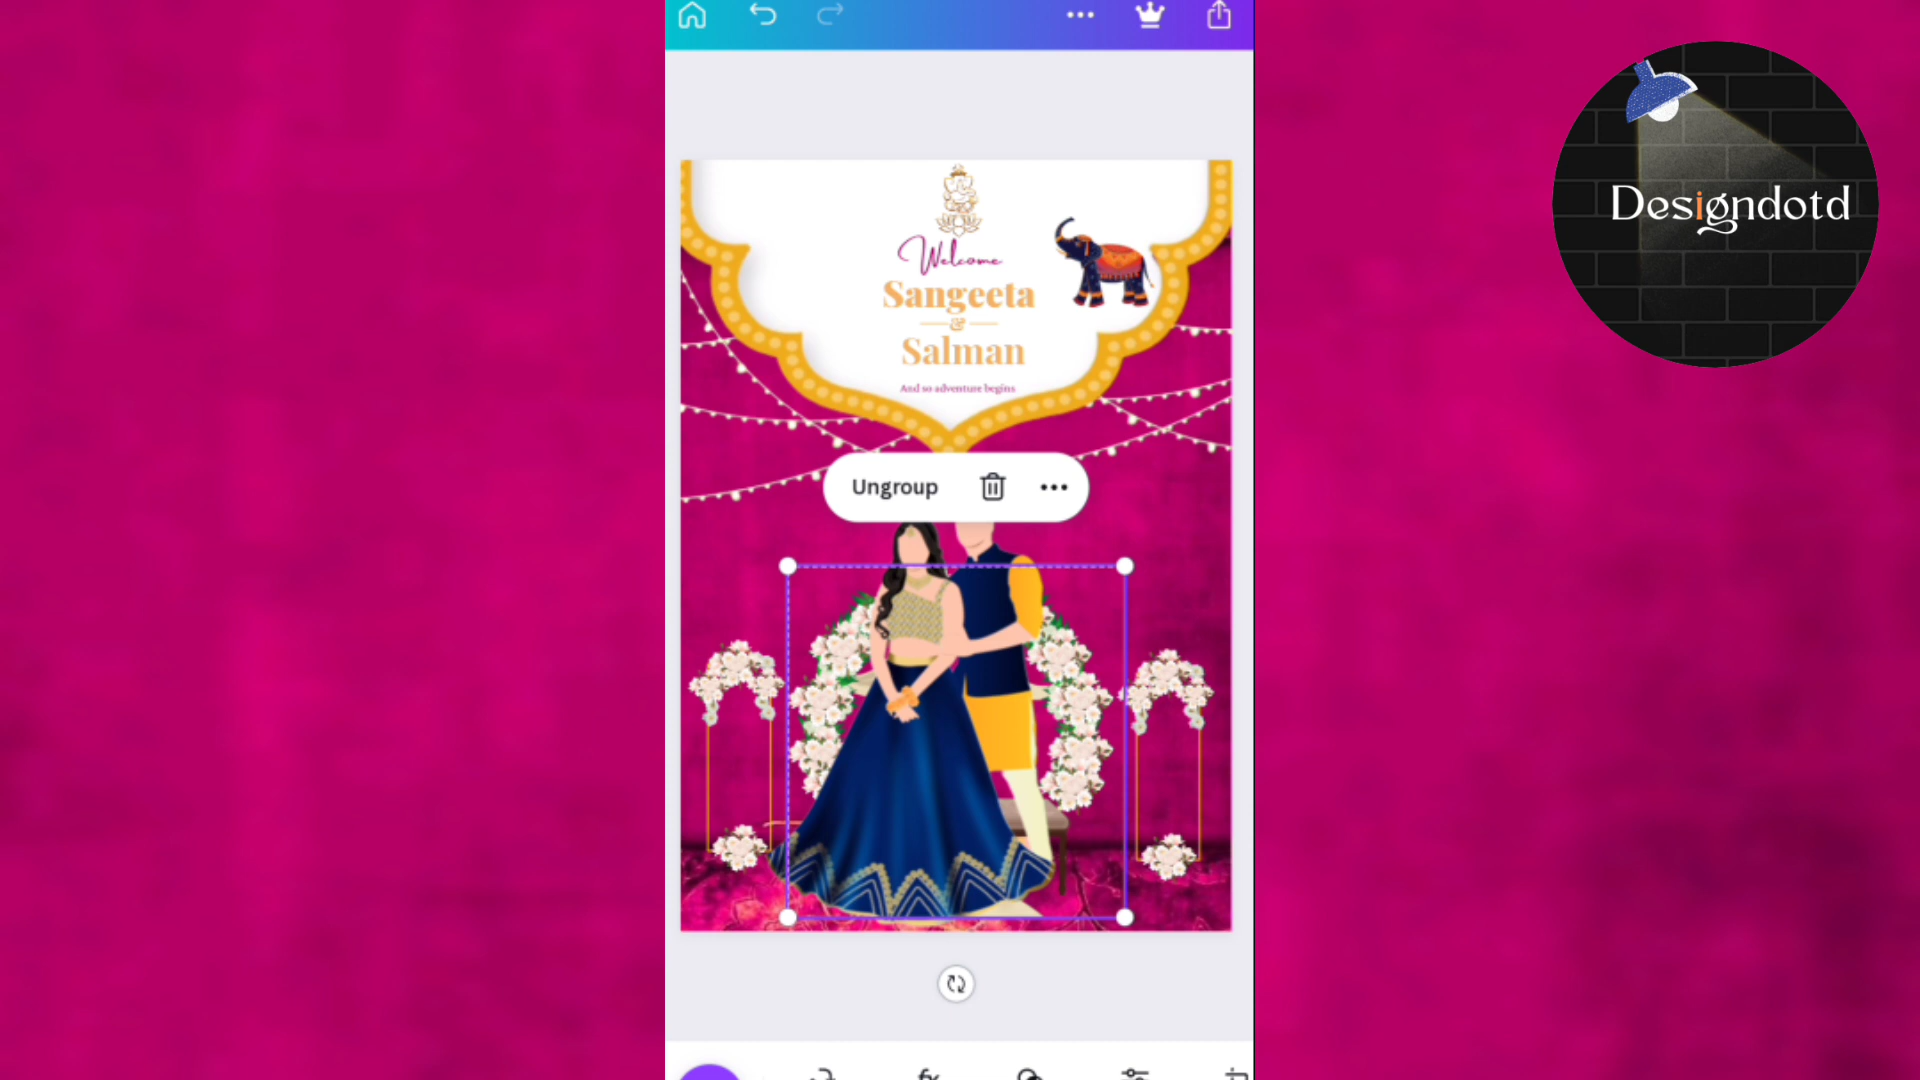 Designdotd
Welcome
Sangeeta
&
Salman
And so adventure begins
Ungroup